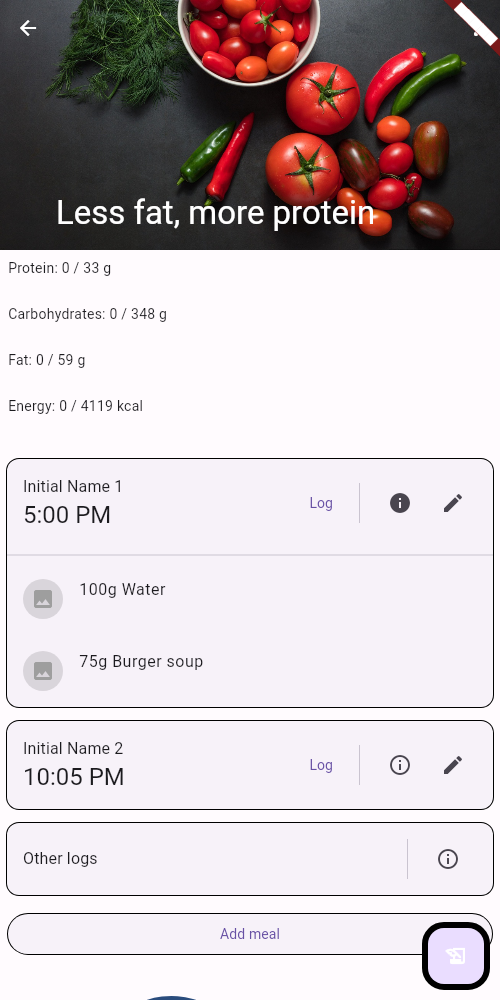 Less fat, more protein
Protein: 0 / 33 g
Carbohydrates: 0 / 348 g
Fat: 0 / 59 g
Energy: 0 / 4119 kcal
Initial Name 1
5:00 PM
Log
100g Water
75g Burger soup
Initial Name 2
10:05 PM
Log
Other logs
Add meal